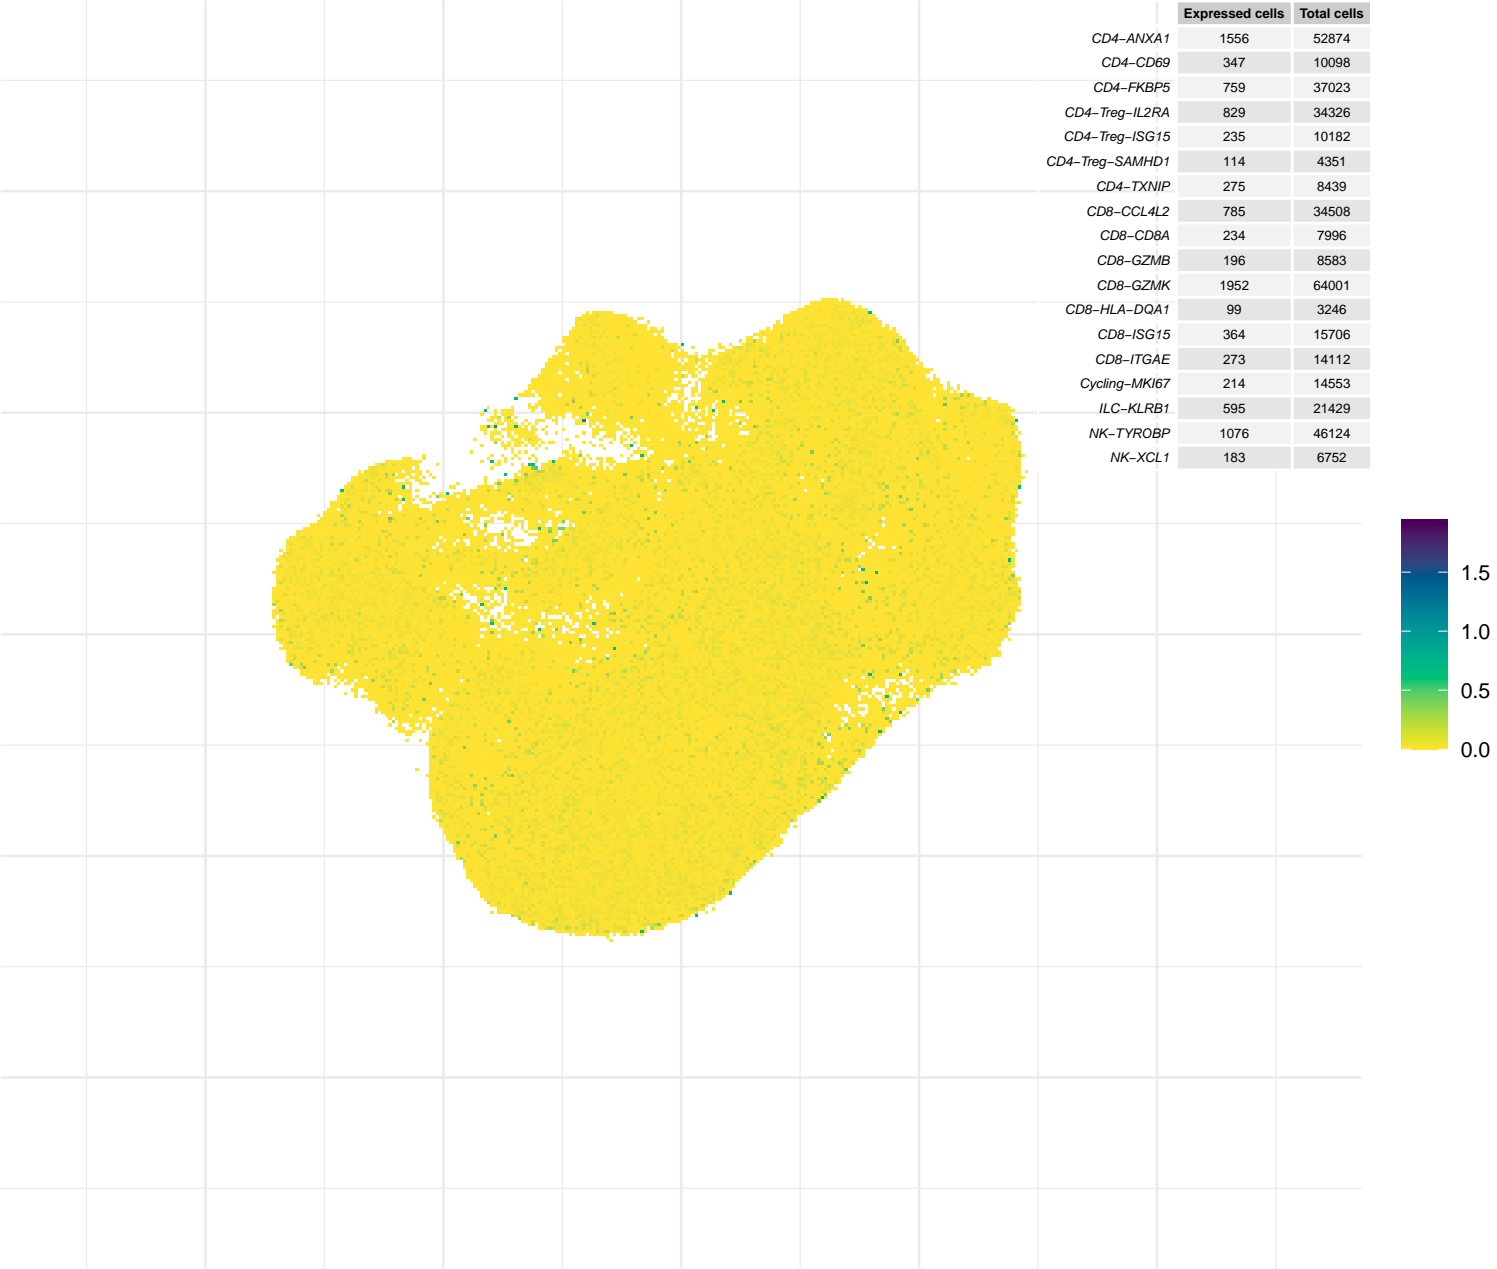 Expressed cells Total cells
CD4−ANXA1 1556 52874
CD4−CD69 347 10098
CD4−FKBP5 759 37023
CD4−Treg−IL2RA 829 34326
CD4−Treg−ISG15 235 10182
CD4−Treg−SAMHD1 114 4351
CD4−TXNIP 275 8439
CD8−CCL4L2 785 34508
CD8−CD8A 234 7996
CD8−GZMB 196 8583
CD8−GZMK 1952 64001
CD8−HLA−DQA1 99 3246
CD8−ISG15 364 15706
CD8−ITGAE 273 14112
Cycling−MKI67 214 14553
ILC−KLRB1 595 21429
NK−TYROBP 1076 46124
NK−XCL1 183 6752
1.5
1.0
0.5
0.0